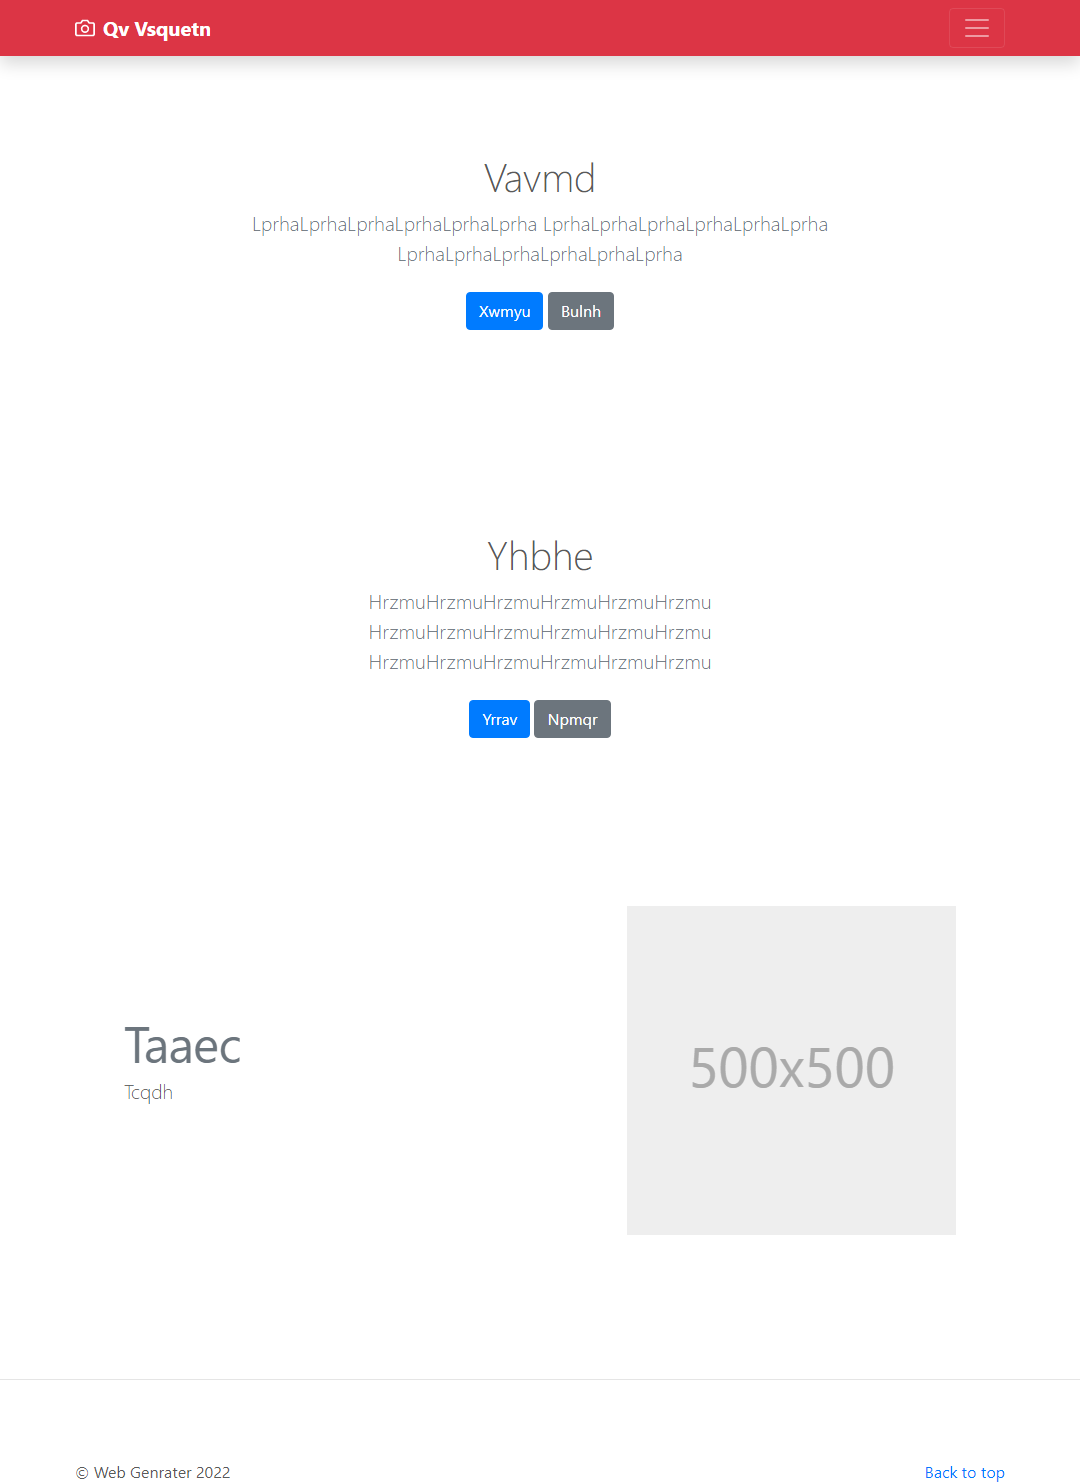 Qv Vsquetn
Vavmd
LprhaLprhaLprhaLprhaLprhaLprha LprhaLprhaLprhaLprhaLprhaLprha
LprhaLprhaLprhaLprhaLprhaLprha
Xwmyu Bulnh
Yhbhe
HrzmuHrzmuHrzmuHrzmuHrzmuHrzmu
HrzmuHrzmuHrzmuHrzmuHrzmuHrzmu
HrzmuHrzmuHrzmuHrzmuHrzmuHrzmu
Yrrav Npmqr
Taaec
Tcqdh
500x500
© Web Genrater 2022
Back to top